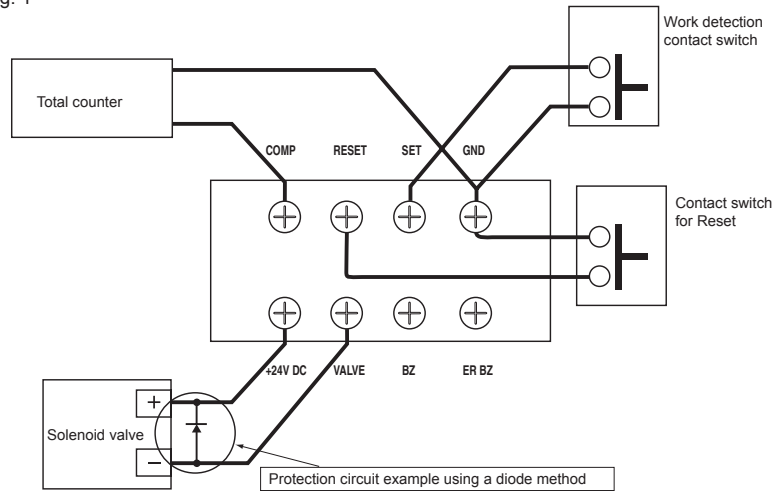 Work detection
contact switch
Total counter
COMP RESET SET GND
Contact switch
for Reset
+24V DC VALVE BZ ER BZ
+
Solenoid valve
−
Protection circuit example using a diode method